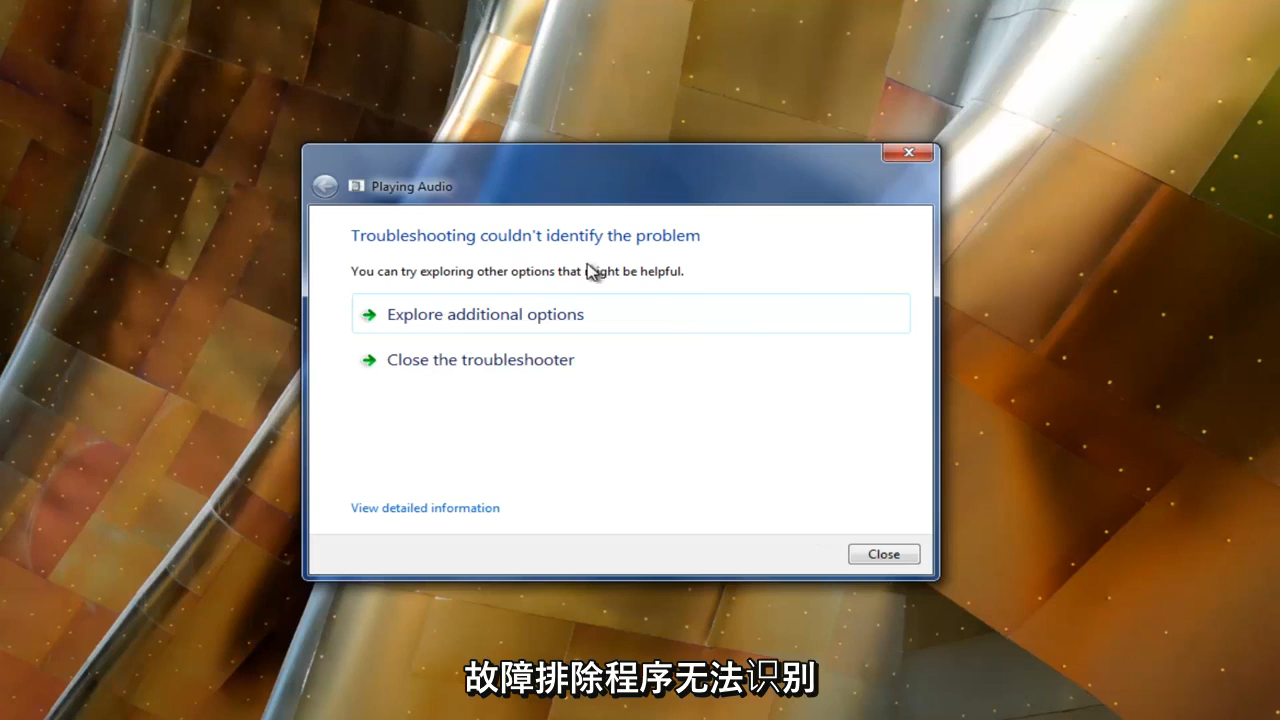 Playing Audio
Troubleshooting couldn't identify the problem
You can try exploring other options that might be helpful.
Explore additional options
Close the troubleshooter
View detailed information
Close
故障排除程序无法识别